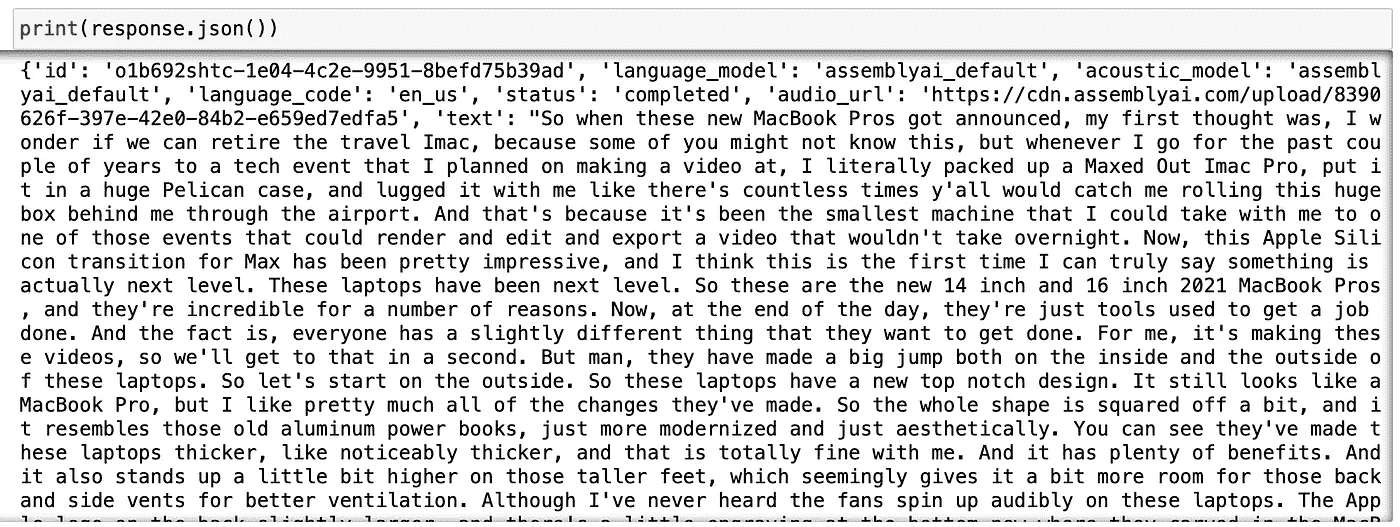 print(response.json())
{'id': 'o1b692shtc-1e04-4c2e-9951-8befd75b39ad', 'language_model': 'assemblyai_default', 'acoustic_model': 'assembl
yai_default', 'language_code': 'en_us', 'status': 'completed', 'audio_url': 'https://cdn.assemblyai.com/upload/8390
626f-397e-42e0-84b2-e659ed7edfa5', 'text': "So when these new MacBook Pros got announced, my first thought was, I w
onder if we can retire the travel Imac, because some of you might not know this, but whenever I go for the past cou
ple of years to a tech event that I planned on making a video at, I literally packed up a Maxed Out Imac Pro, put i
t in a huge Pelican case, and lugged it with me like there's countless times y'all would catch me rolling this huge
box behind me through the airport. And that's because it's been the smallest machine that I could take with me to o
ne of those events that could render and edit and export a video that wouldn't take overnight. Now, this Apple Sili
con transition for Max has been pretty impressive, and I think this is the first time I can truly say something is
actually next level. These laptops have been next level. So these are the new 14 inch and 16 inch 2021 MacBook Pros
, and they're incredible for a number of reasons. Now, at the end of the day, they're just tools used to get a job
done. And the fact is, everyone has a slightly different thing that they want to get done. For me, it's making thes
e videos, so we'll get to that in a second. But man, they have made a big jump both on the inside and the outside o
f these laptops. So let's start on the outside. So these laptops have a new top notch design. It still looks like a
MacBook Pro, but I like pretty much all of the changes they've made. So the whole shape is squared off a bit, and i
t resembles those old aluminum power books, just more modernized and just aesthetically. You can see they've made t
hese laptops thicker, like noticeably thicker, and that is totally fine with me. And it has plenty of benefits. And
it also stands up a little bit higher on those taller feet, which seemingly gives it a bit more room for those back
and side vents for better ventilation. Although I've never heard the fans spin up audibly on these laptops. The App